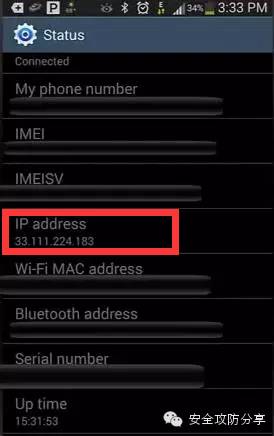 P
E
34%
3:33 PM
Status
Connected
My phone number
IMEI
IMEISV
IP address
33.111.224.183
Wi-Fi MAC address
Bluetooth address
Serial number
Up time
15:31:53
安全攻防分享